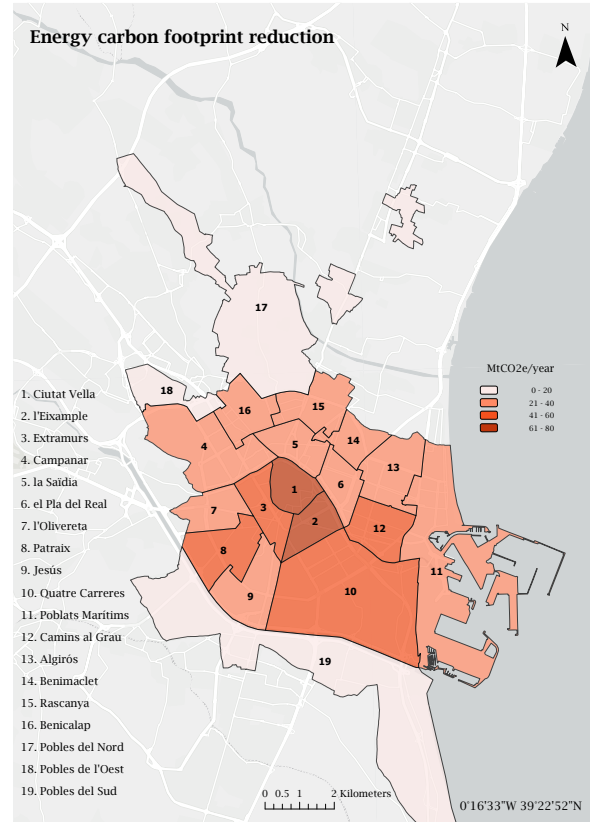 Energy carbon footprint reduction
N
17
18
16
15
14
13
4
5
6
1
3
2
7
8
12
11
9
10
19
MtCO2e/year
0 - 20
21 - 40
41 - 60
61 - 80
1. Ciutat Vella
2. l'Eixample
3. Extramurs
4. Campanar
5. la Saïdia
6. el Pla del Real
7. l'Olivereta
8. Patraix
9. Jesús
10. Quatre Carreres
11. Poblats Marítims
12. Camins al Grau
13. Algirós
14. Benimaclet
15. Rascanya
16. Benicalap
17. Pobles del Nord
18. Pobles de l'Oest
19. Pobles del Sud
0 0.5 1 2 Kilometers
0'16'33"W 39'22'52"N